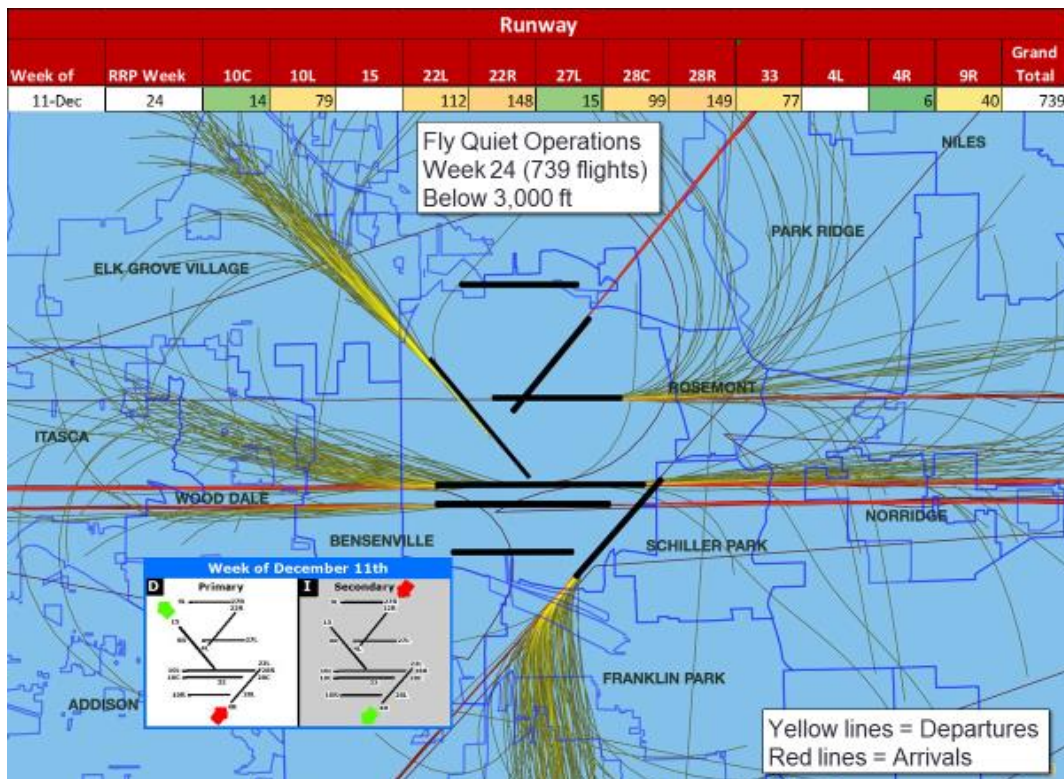 Runway
Week of RRP Week 10C 10L 15 22L 22R 27L 28C 28R 33 4L 4R 9R Grand Total
11-Dec 24 14 79 112 148 15 99 149 77 6 40 739
Fly Quiet Operations
Week 24 (739 flights)
Below 3,000 ft
NILES
PARK RIDGE
ELK GROVE VILLAGE
ROSEMONT
ITASCA
WOOD DALE
NORRIDGE
BENSENVILLE
SCHILLER PARK
Week of December 11th
D Primary
I Secondary
FRANKLIN PARK
ADDISON
Yellow lines = Departures
Red lines = Arrivals